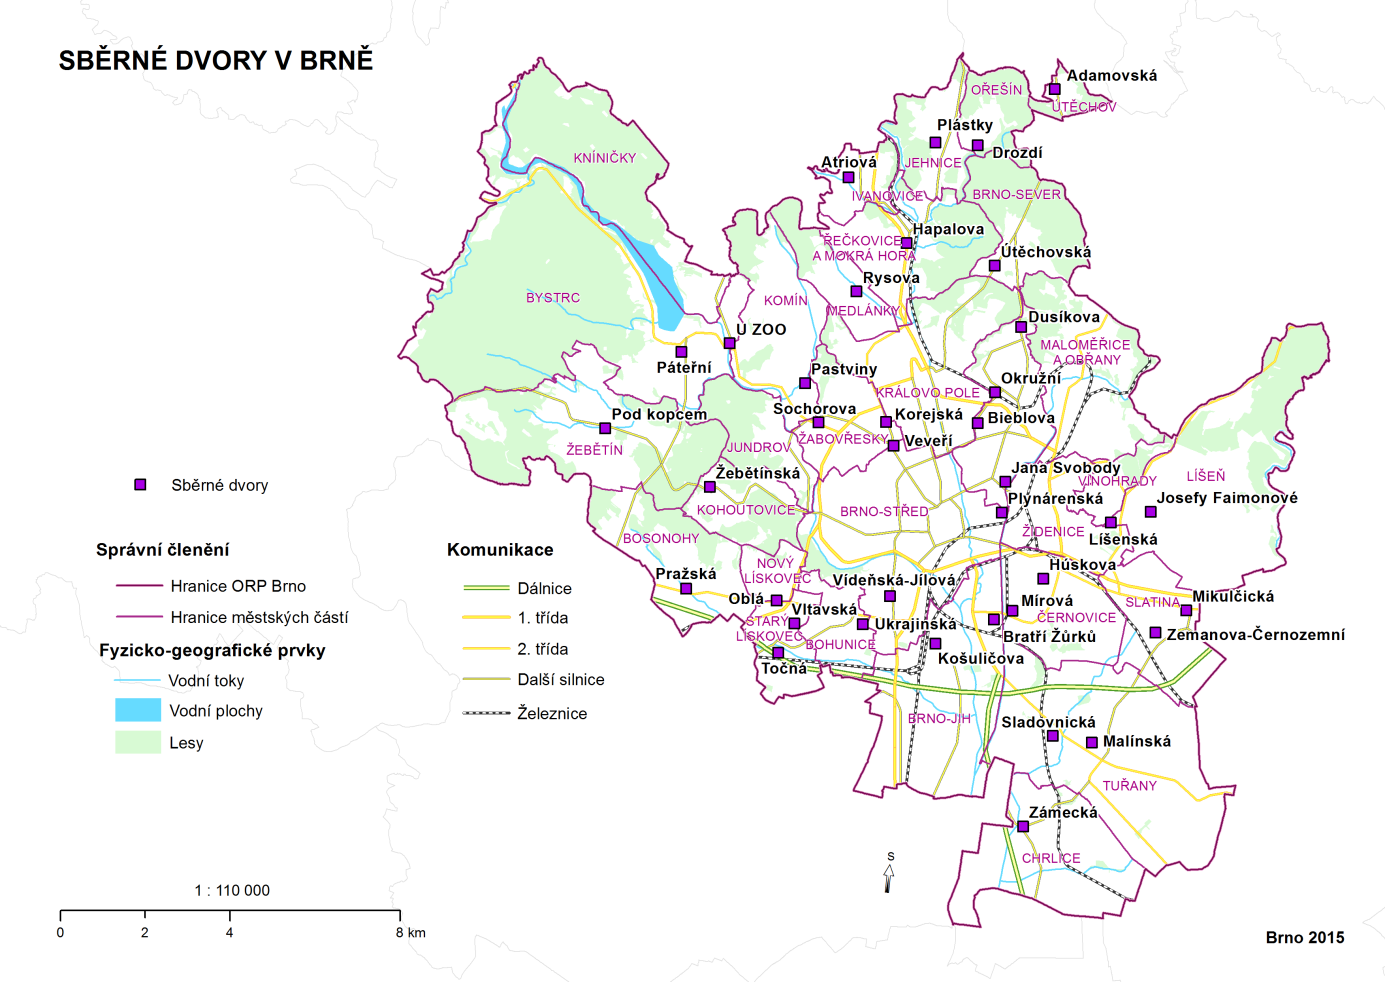 SBĚRNÉ DVORY V BRNĚ
Adamovská
OŘEŠÍN
ÚTĚCHOV
Plástky
Drozdí
Atriová
JEHNICE
KNÍNIČKY
IVANOVICE
BRNO-SEVER
Hapalova
ŘEČKOVICE
A MOKRÁ HORA
Útěchovská
Rysova
BYSTRC
KOMÍN
MEDLÁNKY
Dusíkova
U ZOO
MALOMĚŘICE
A OBŘANY
Páteřní
Pastviny
Okružní
KRÁLOVO POLE
Pod kopcem
Sochorova
Korejská
Bieblova
ŽEBĚTÍN
JUNDROV
ŽABOVŘESKY
Veveří
Žebětínská
Jana Svobody
VINOHRADY
LÍŠEŇ
Plynárenská
Josefy Faimonové
KOHOUTOVICE
BRNO-STŘED
ŽIDENICE
Líšeňská
BOSONOHY
NOVÝ
LÍSKOVEC
Pražská
Vídeňská-Jílová
Húskova
Oblá
Vltavská
Mírová
SLATINA
Mikulčická
STARÝ
LÍSKOVEC
Ukrajinská
ČERNOVICE
BOHUNICE
Bratří Žůrků
Zemanova-Černozemní
Točná
Košuličova
BRNO-JIH
Sladovnická
Malínská
TUŘANY
Zámecká
CHRLICE
Sběrné dvory
Správní členění
Hranice ORP Brno
Hranice městských částí
Fyzicko-geografické prvky
Vodní toky
Vodní plochy
Lesy
Komunikace
Dálnice
1. třída
2. třída
Další silnice
Železnice
S
1 : 110 000
0 2 4 8 km
Brno 2015